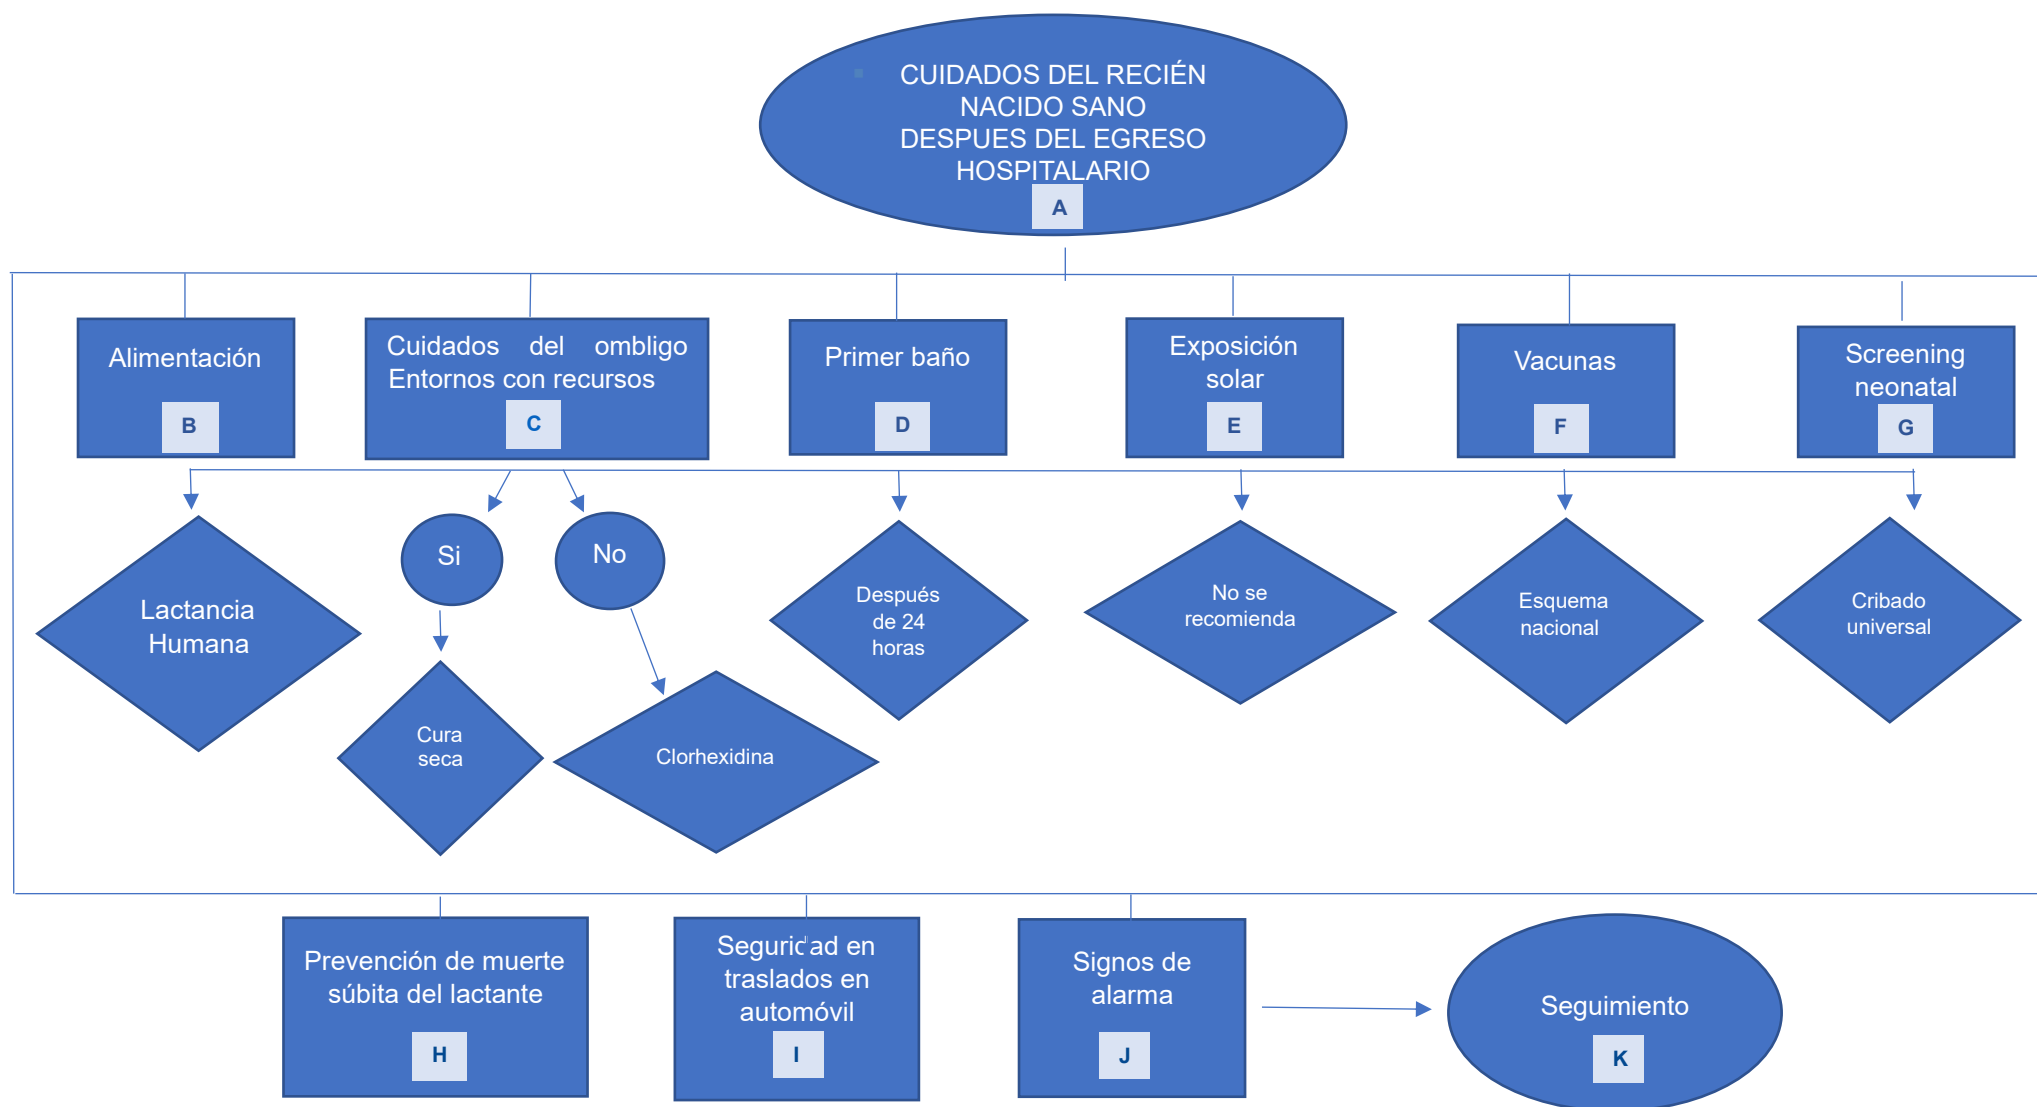 CUIDADOS DEL RECIÉN
NACIDO SANO
DESPUES DEL EGRESO
HOSPITALARIO
A
Alimentación
B
Cuidados del ombligo
Entornos con recursos
C
Primer baño
D
Exposición
solar
E
Vacunas
F
Screening
neonatal
G
Lactancia
Humana
Si
No
Cura
seca
Clorhexidina
Después
de 24
horas
No se
recomienda
Esquema
nacional
Cribado
universal
Prevención de muerte
súbita del lactante
H
Seguridad en
traslados en
automóvil
I
Signos de
alarma
J
Seguimiento
K